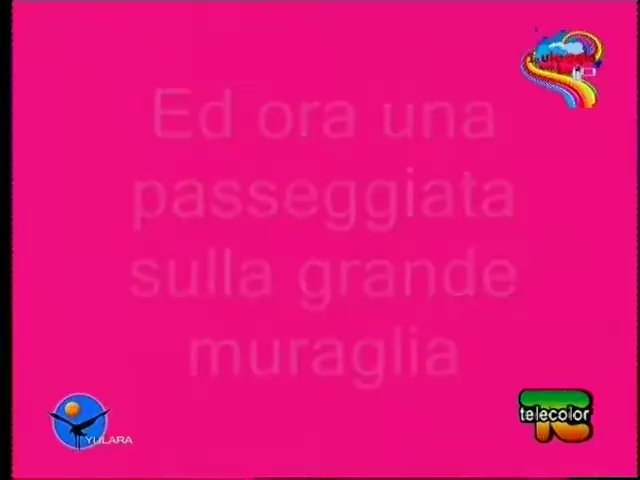 Ed ora una
passeggiata
sulla grande
muraglia
YULARA
telecolor